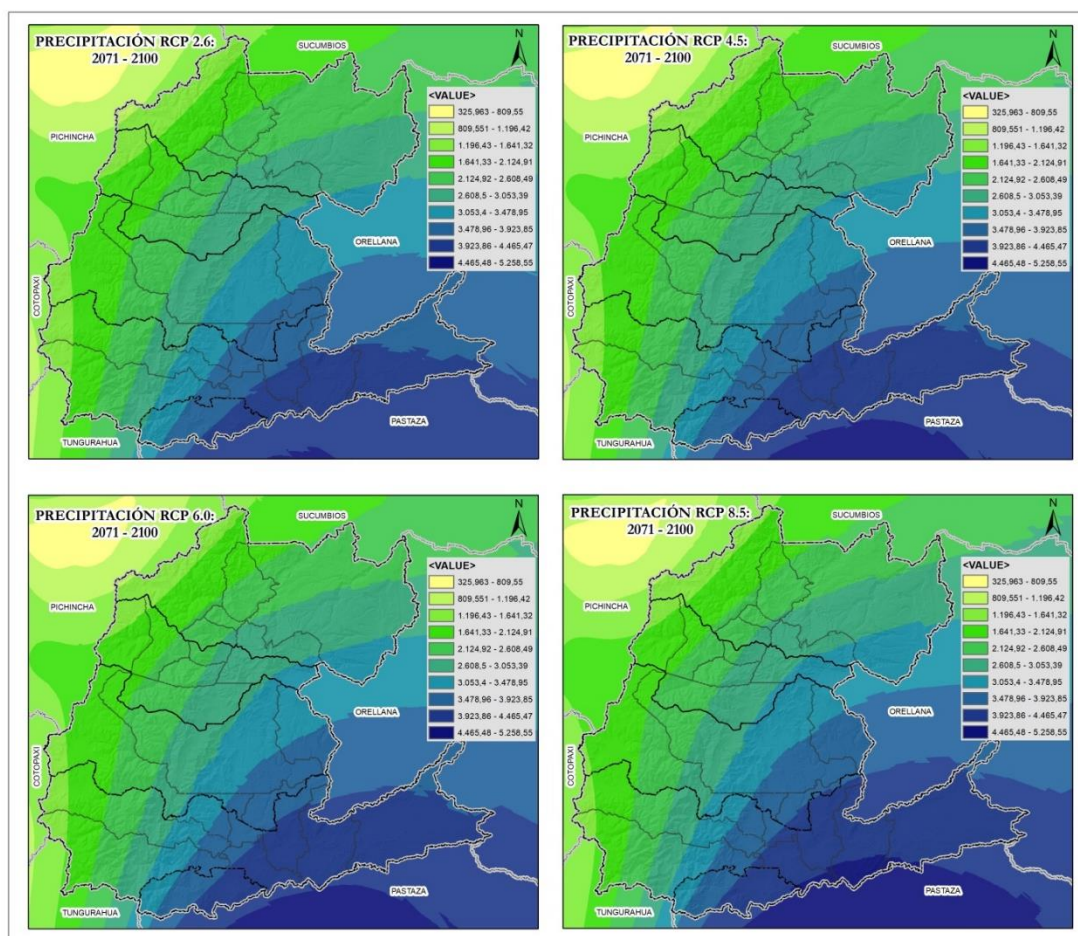 PRECIPITACIÓN RCP 2.6:
2071 - 2100
SUCUMBIOS
N
PICHINCHA
<VALUE>
325,963 - 809,55
809,551 - 1.196,42
1.196,43 - 1.641,32
1.641,33 - 2.124,91
2.124,92 - 2.608,49
2.608,5 - 3.053,39
3.053,4 - 3.478,95
3.478,96 - 3.923,85
3.923,86 - 4.465,47
4.465,48 - 5.258,55
ORELLANA
COTOPAXI
PASTAZA
TUNGURAHUA
PRECIPITACIÓN RCP 4.5:
2071 - 2100
SUCUMBIOS
N
PICHINCHA
<VALUE>
325,963 - 809,55
809,551 - 1.196,42
1.196,43 - 1.641,32
1.641,33 - 2.124,91
2.124,92 - 2.608,49
2.608,5 - 3.053,39
3.053,4 - 3.478,95
3.478,96 - 3.923,85
3.923,86 - 4.465,47
4.465,48 - 5.258,55
ORELLANA
COTOPAXI
PASTAZA
TUNGURAHUA
PRECIPITACIÓN RCP 6.0:
2071 - 2100
SUCUMBIOS
N
PICHINCHA
<VALUE>
325,963 - 809,55
809,551 - 1.196,42
1.196,43 - 1.641,32
1.641,33 - 2.124,91
2.124,92 - 2.608,49
2.608,5 - 3.053,39
3.053,4 - 3.478,95
3.478,96 - 3.923,85
3.923,86 - 4.465,47
4.465,48 - 5.258,55
ORELLANA
COTOPAXI
PASTAZA
TUNGURAHUA
PRECIPITACIÓN RCP 8.5:
2071 - 2100
SUCUMBIOS
N
PICHINCHA
<VALUE>
325,963 - 809,55
809,551 - 1.196,42
1.196,43 - 1.641,32
1.641,33 - 2.124,91
2.124,92 - 2.608,49
2.608,5 - 3.053,39
3.053,4 - 3.478,95
3.478,96 - 3.923,85
3.923,86 - 4.465,47
4.465,48 - 5.258,55
ORELLANA
COTOPAXI
PASTAZA
TUNGURAHUA